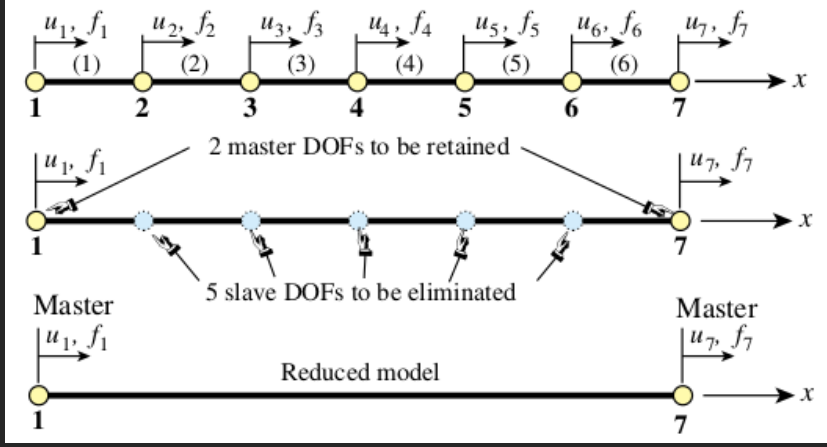 u1, f1 u2, f2 u3, f3 u4, f4 u5, f5 u6, f6 u7, f7
(1) (2) (3) (4) (5) (6)
x
1 2 3 4 5 6 7
2 master DOFs to be retained
u1, f1 u7, f7
x
1 7
5 slave DOFs to be eliminated
Master Master
u1, f1 u7, f7
Reduced model
x
1 7